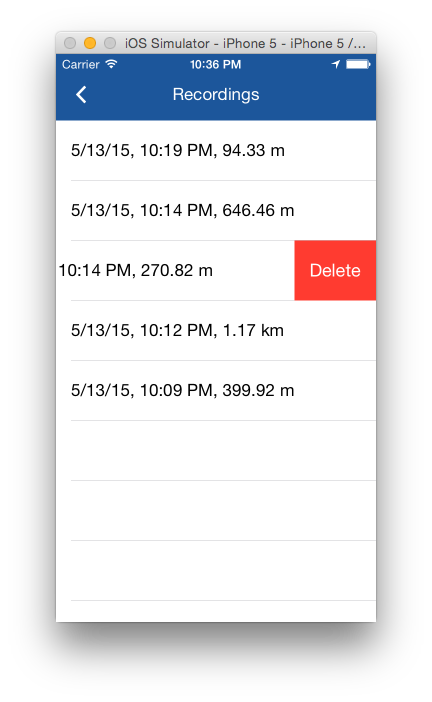 iOS Simulator - iPhone 5 - iPhone 5 /...
Carrier 10:36 PM
Recordings
5/13/15, 10:19 PM, 94.33 m
5/13/15, 10:14 PM, 646.46 m
10:14 PM, 270.82 m Delete
5/13/15, 10:12 PM, 1.17 km
5/13/15, 10:09 PM, 399.92 m